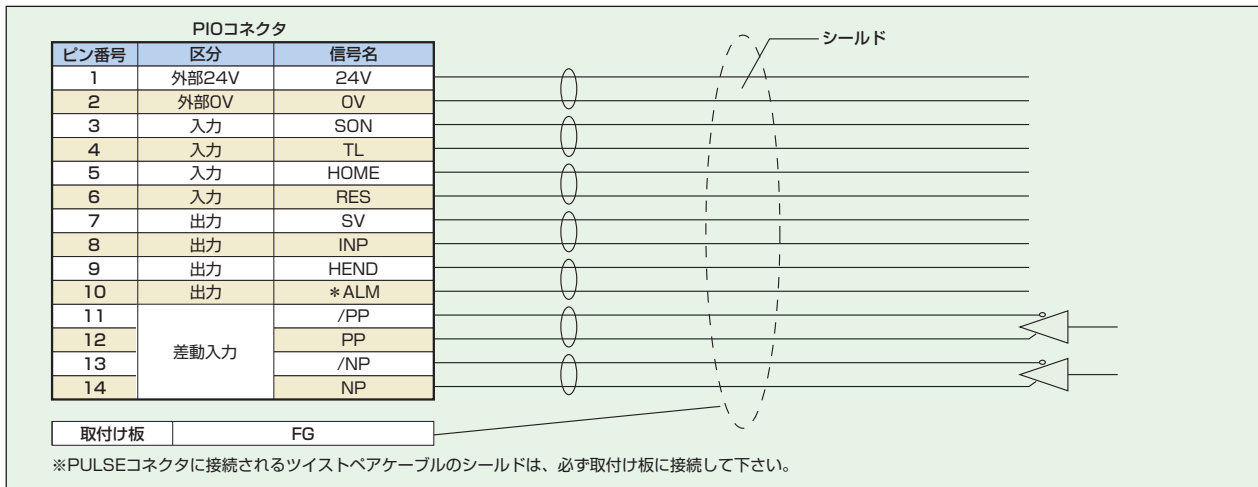 PIOコネクタ
シールド
ピン番号 区分 信号名
1 外部24V 24V
2 外部0V 0V
3 入力 SON
4 入力 TL
5 入力 HOME
6 入力 RES
7 出力 SV
8 出力 INP
9 出力 HEND
10 出力 ＊ALM
11 差動入力 /PP
12 PP
13 /NP
14 NP
取付け板 FG
※PULSEコネクタに接続されるツイストペアケーブルのシールドは、必ず取付け板に接続して下さい。